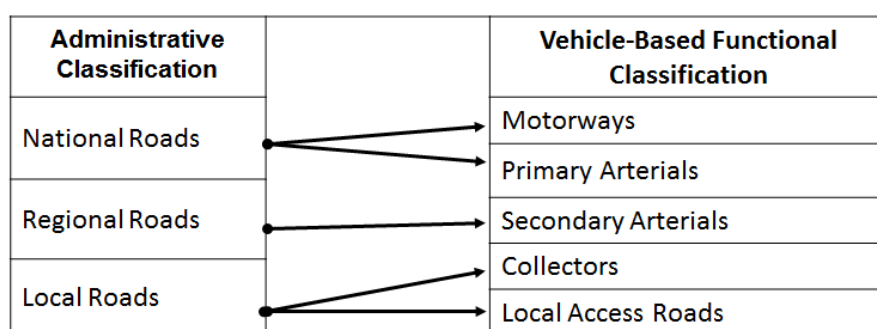 Administrative
Classification
Vehicle-Based Functional
Classification
National Roads
Motorways
Primary Arterials
Regional Roads
Secondary Arterials
Local Roads
Collectors
Local Access Roads